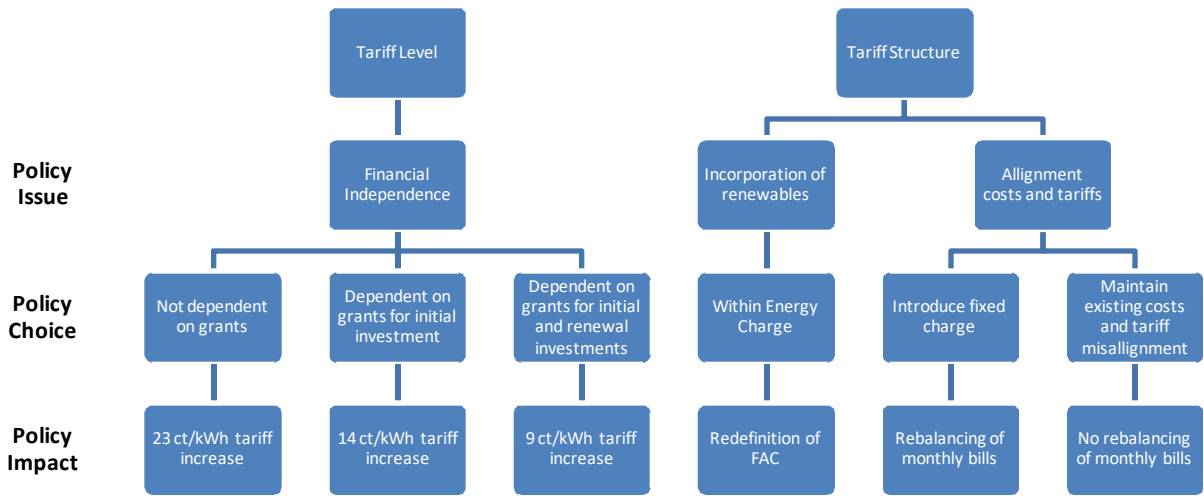 Tariff Level
Tariff Structure
Policy
Issue
Financial
Independence
Incorporation of
renewables
Allignment
costs and tariffs
Policy
Choice
Not dependent
on grants
Dependent on
grants for initial
investment
Dependent on
grants for initial
and renewal
investments
Within Energy
Charge
Introduce fixed
charge
Maintain
existing costs
and tariff
misallignment
Policy
Impact
23 ct/kWh tariff
increase
14 ct/kWh tariff
increase
9 ct/kWh tariff
increase
Redefinition of
FAC
Rebalancing of
monthly bills
No rebalancing
of monthly bills